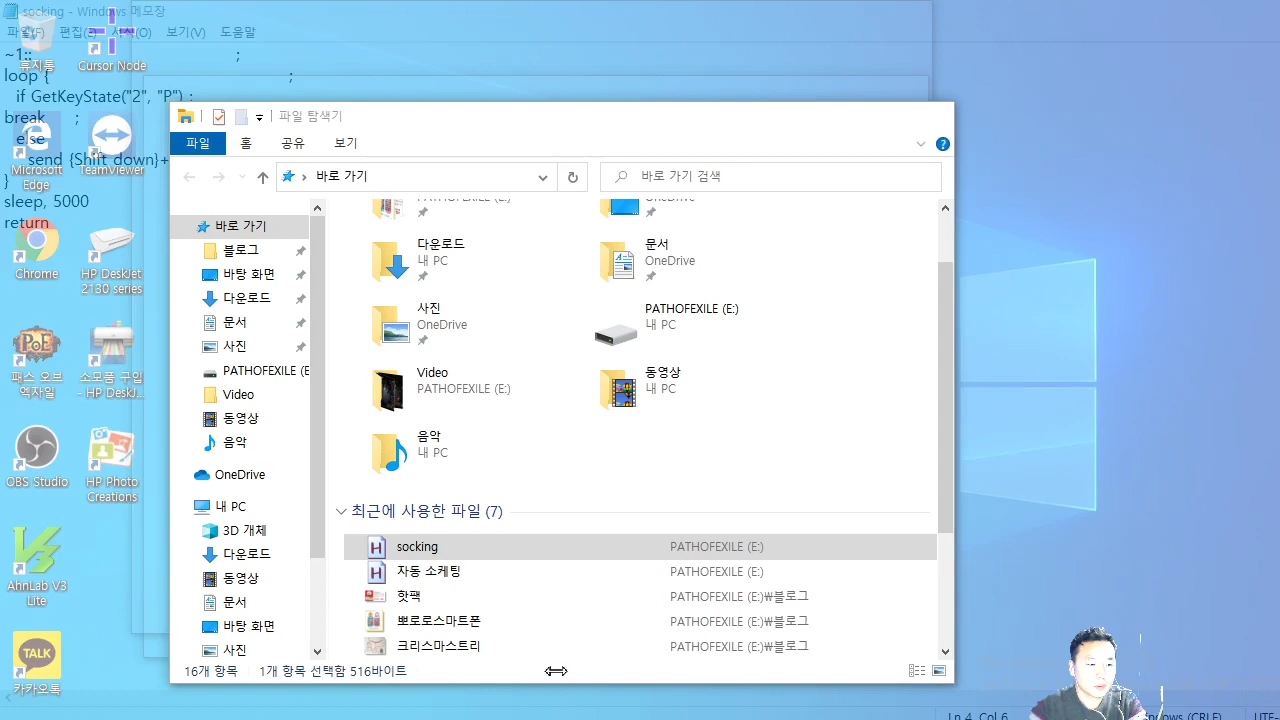 socking - Windows 메모장
파일(F) 편집(E) 서식(O) 보기(V) 도움말
~1:: ;
loop { ;
if GetKeyState("2", "P") ;
break ;
else
send {Shift down}+
}
sleep, 5000
return
휴지통
Cursor Node
Microsoft Edge
TeamViewer
Chrome
HP DeskJet 2130 series
패스 오브 엑자일
소모품 구입 - HP DeskJ...
OBS Studio
HP Photo Creations
AhnLab V3 Lite
TALK
카카오톡
파일 탐색기
파일 홈 공유 보기
바로 가기
바로 가기 검색
바로 가기
블로그
바탕 화면
다운로드
문서
사진
PATHOFEXILE (E
Video
동영상
음악
OneDrive
내 PC
3D 개체
다운로드
동영상
문서
바탕 화면
사진
PATHOFEXILE (E:)
OneDrive
다운로드
내 PC
문서
OneDrive
사진
OneDrive
PATHOFEXILE (E:)
내 PC
Video
PATHOFEXILE (E:)
동영상
내 PC
음악
내 PC
최근에 사용한 파일 (7)
socking PATHOFEXILE (E:)
자동 소케팅 PATHOFEXILE (E:)
핫팩 PATHOFEXILE (E:)₩블로그
뽀로로스마트폰 PATHOFEXILE (E:)₩블로그
크리스마스트리 PATHOFEXILE (E:)₩블로그
16개 항목 1개 항목 선택함 516바이트
Ln 4, Col 6
(CRLF)
UTF-